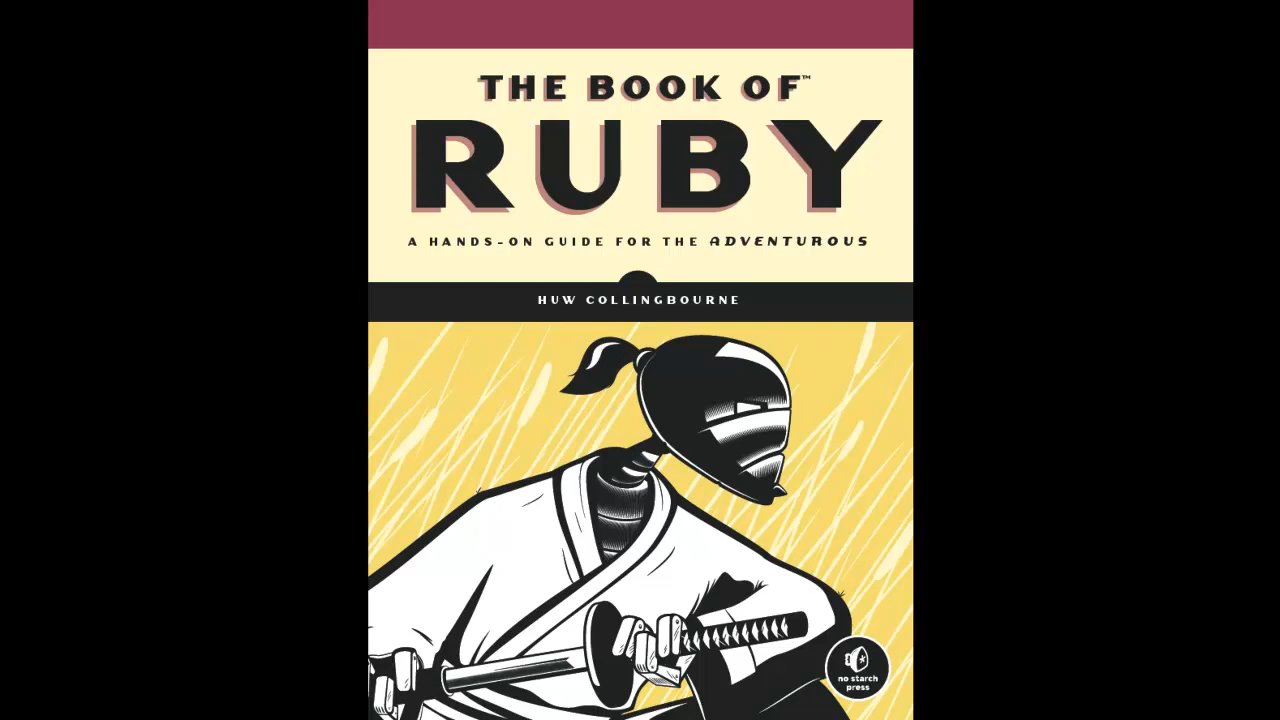 THE BOOK OF™
RUBY
A HANDS-ON GUIDE FOR THE ADVENTUROUS
HUW COLLINGBOURNE
no starch
press